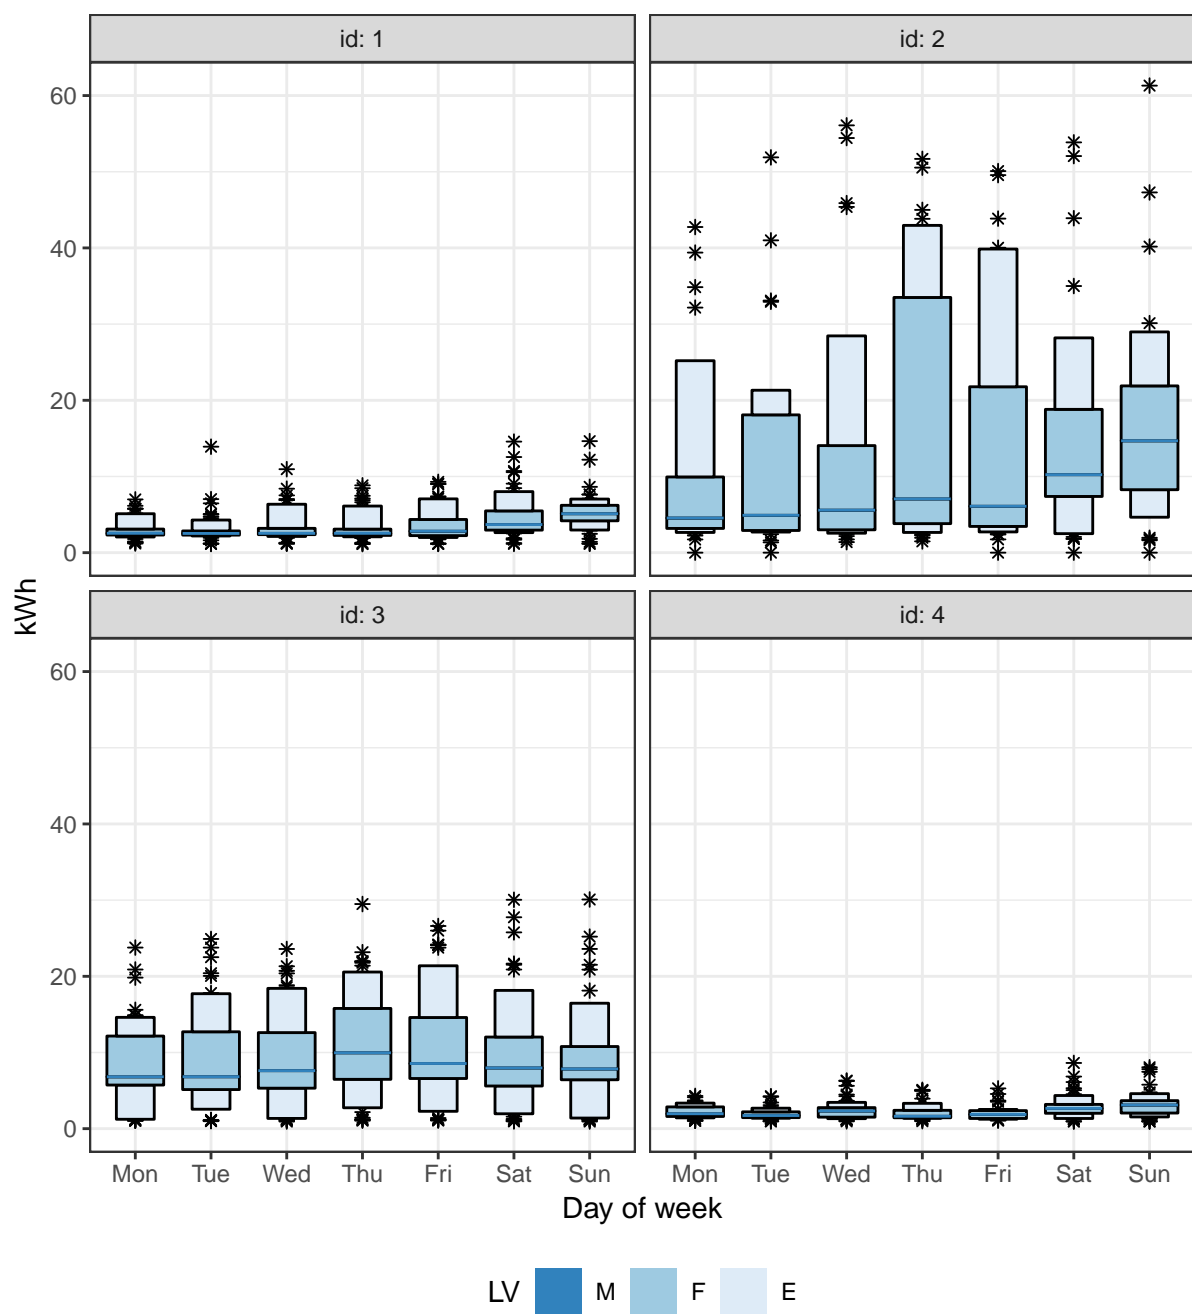 id: 1
id: 2
60
40
20
0
kWh
id: 3
id: 4
60
40
20
0
Mon Tue Wed Thu Fri Sat Sun
Mon Tue Wed Thu Fri Sat Sun
Day of week
LV M F E